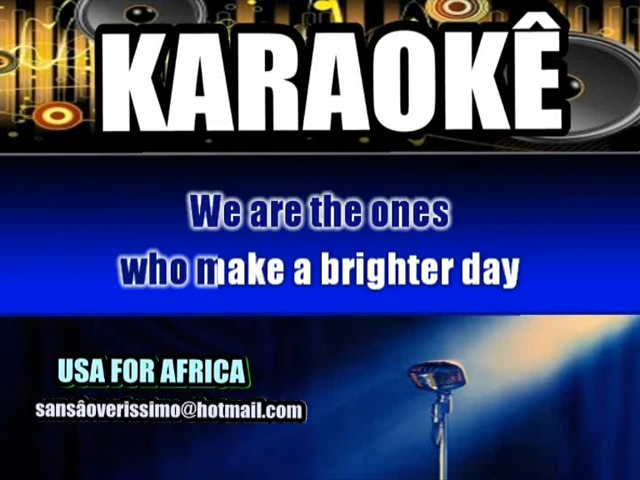 KARAOKÊ
We are the ones
who make a brighter day
USA FOR AFRICA
sansâoverissimo@hotmail.com